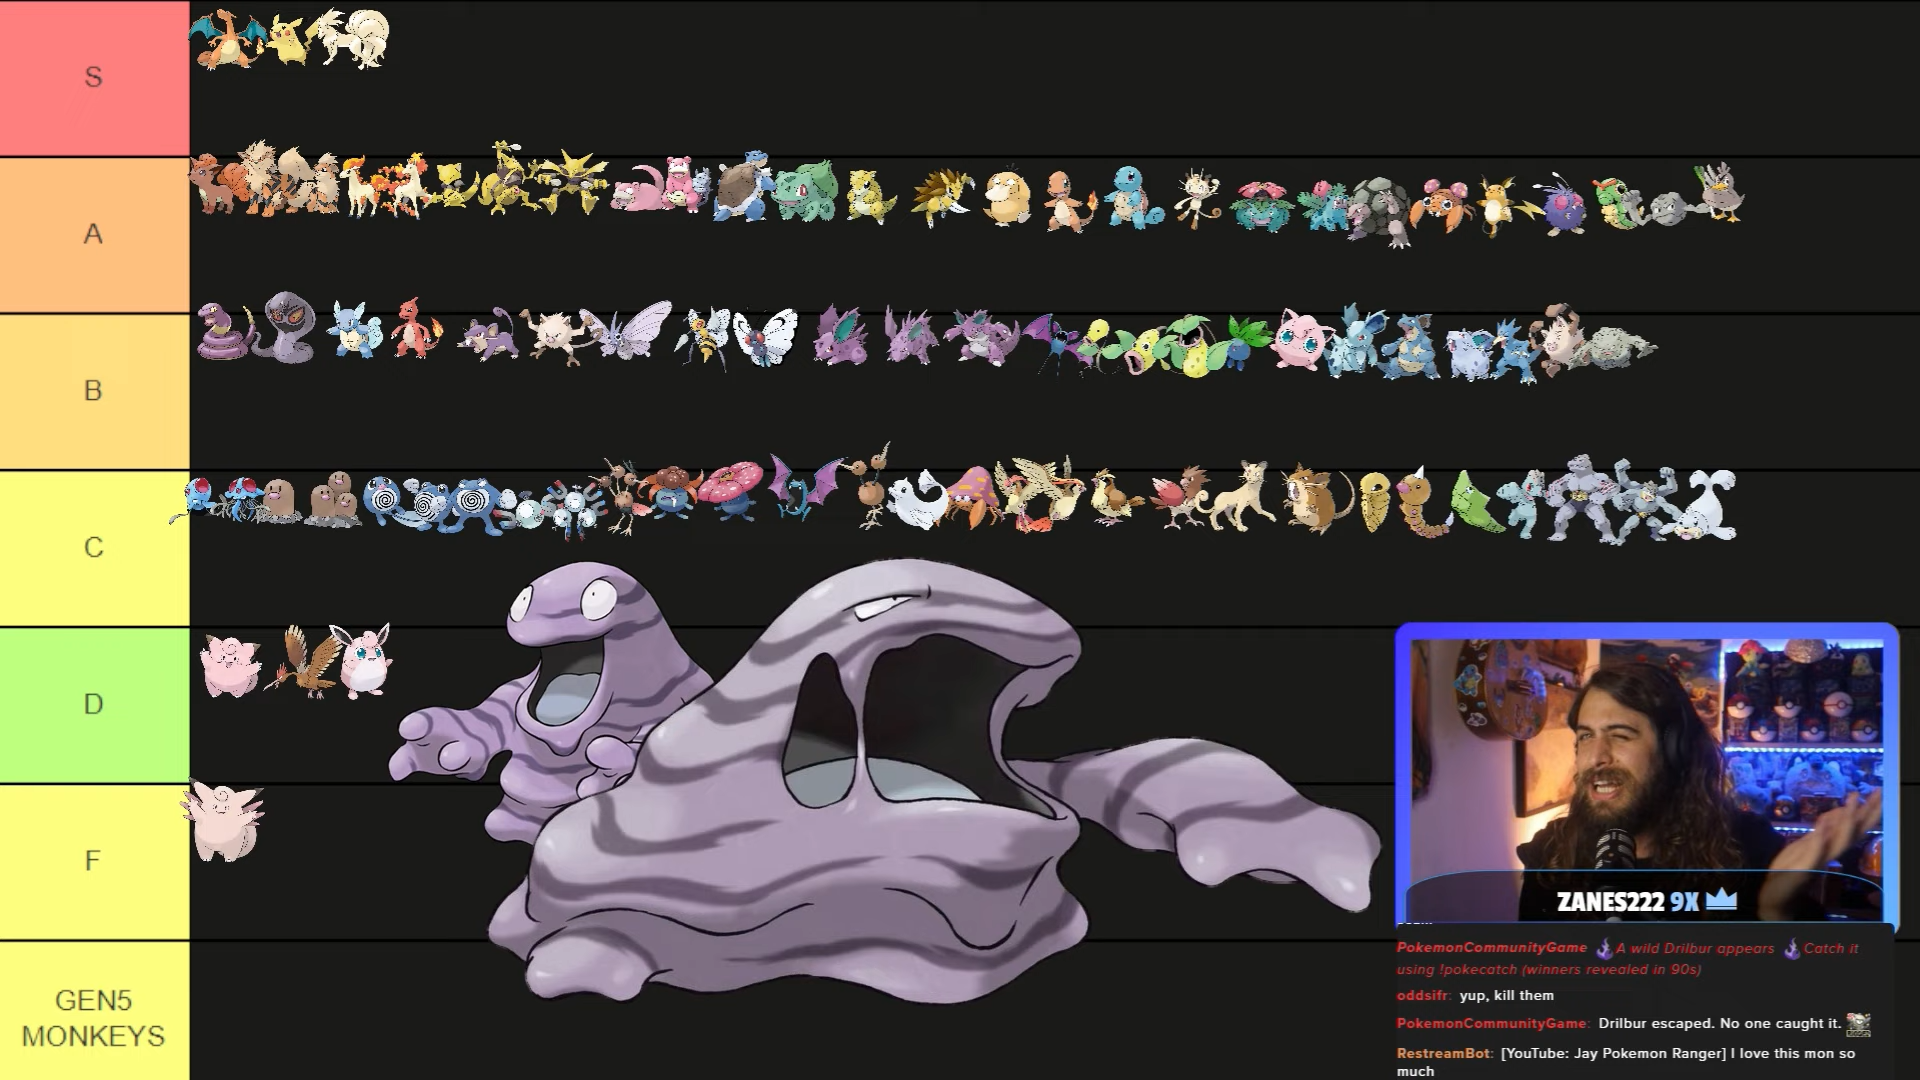 S
A
B
C
D
F
GEN5
MONKEYS
ZANES222 9X
PokemonCommunityGame A wild Drilbur appears Catch it
using !pokecatch (winners revealed in 90s)
oddsifr: yup, kill them
PokemonCommunityGame: Drilbur escaped. No one caught it.
RestreamBot: [YouTube: Jay Pokemon Ranger] I love this mon so
much